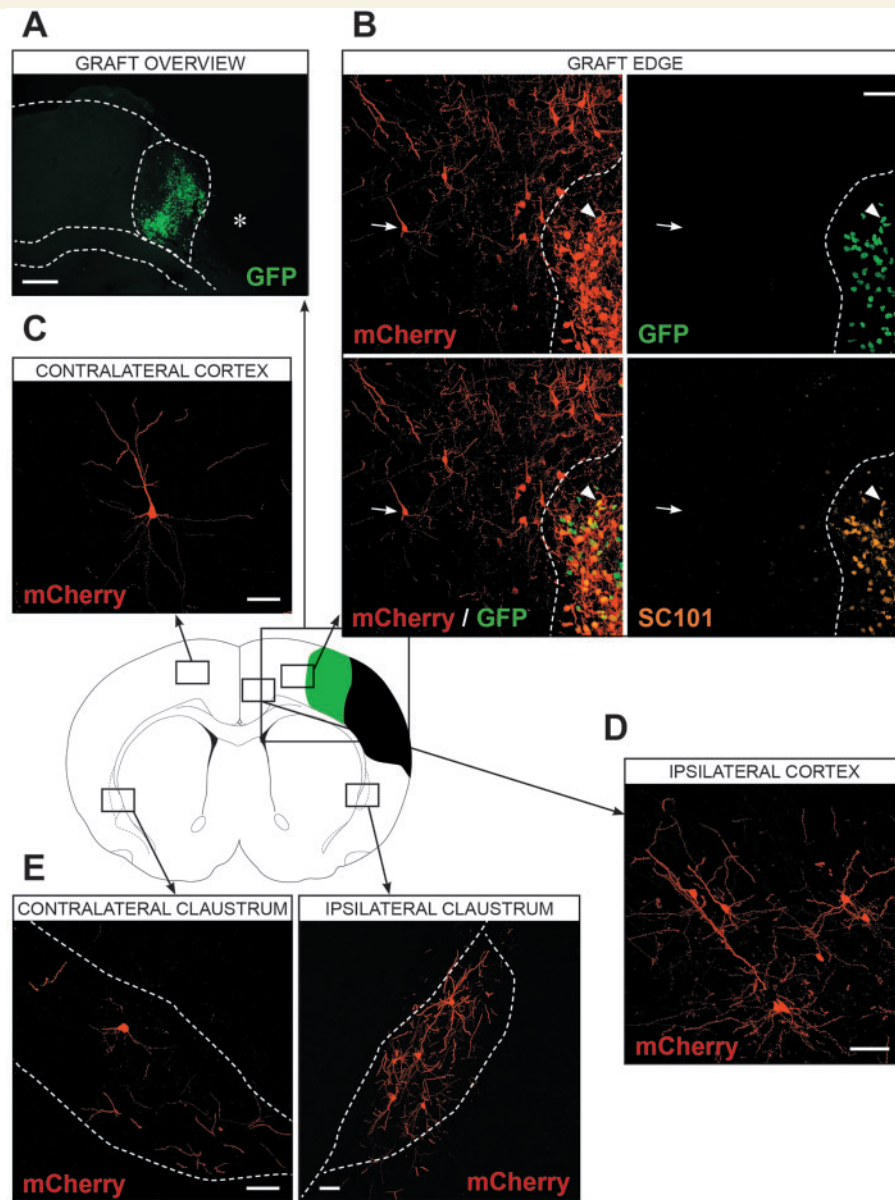 A
GRAFT OVERVIEW
*
GFP
B
GRAFT EDGE
mCherry
GFP
mCherry / GFP
SC101
C
CONTRALATERAL CORTEX
mCherry
D
IPSILATERAL CORTEX
mCherry
E
CONTRALATERAL CLAUSTRUM
mCherry
IPSILATERAL CLAUSTRUM
mCherry